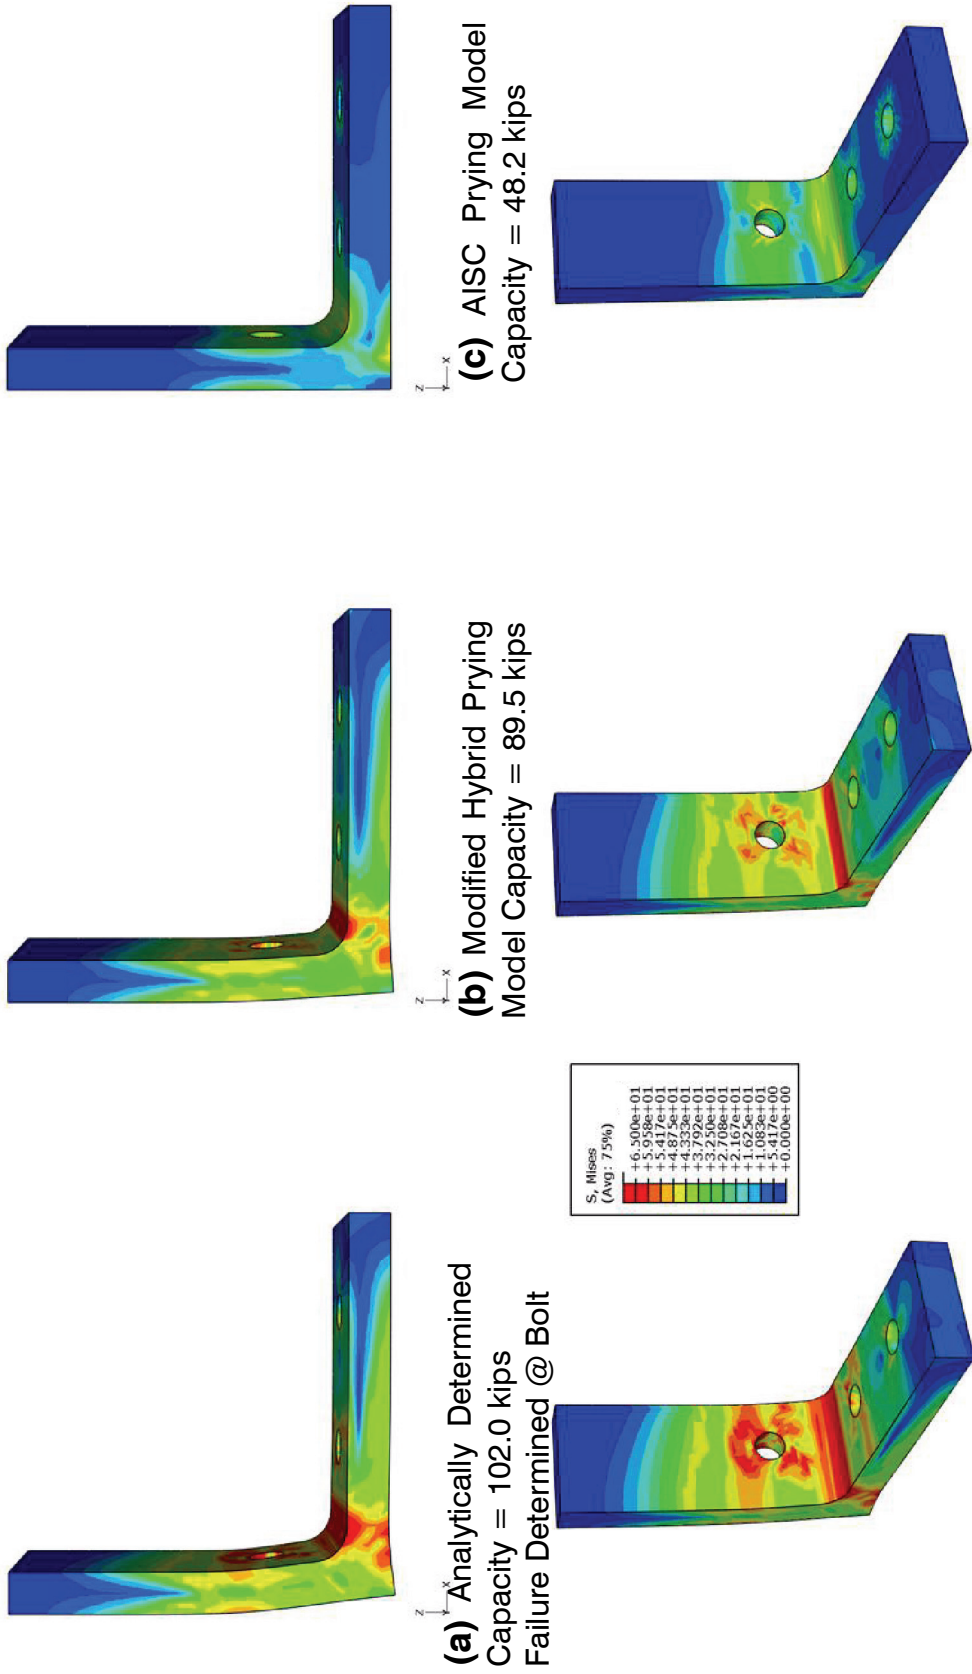 (a) Analytically Determined
Capacity = 102.0 kips
Failure Determined @ Bolt
Z
X
S, Mises
(Avg: 75%)
+6.500e+01
+5.958e+01
+5.417e+01
+4.875e+01
+4.333e+01
+3.792e+01
+3.250e+01
+2.708e+01
+2.167e+01
+1.625e+01
+1.083e+01
+5.417e+00
+0.000e+00
(b) Modified Hybrid Prying
Model Capacity = 89.5 kips
Z
X
(c) AISC Prying Model
Capacity = 48.2 kips
Z
X